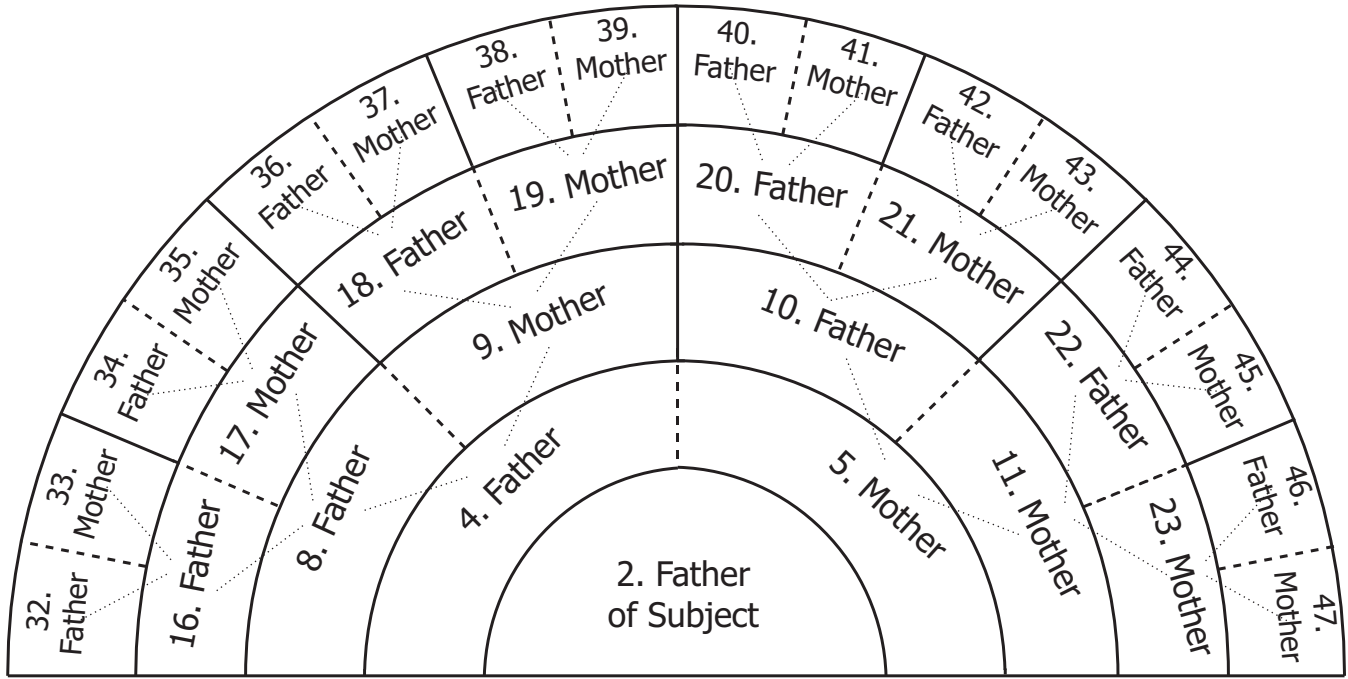 32.
Father
33.
Mother
34.
Father
35.
Mother
36.
Father
37.
Mother
38.
Father
39.
Mother
40.
Father
41.
Mother
42.
Father
43.
Mother
44.
Father
45.
Mother
46.
Father
47.
Mother
16. Father
17. Mother
18. Father
19. Mother
20. Father
21. Mother
22. Father
23. Mother
8. Father
9. Mother
10. Father
11. Mother
4. Father
5. Mother
2. Father
of Subject